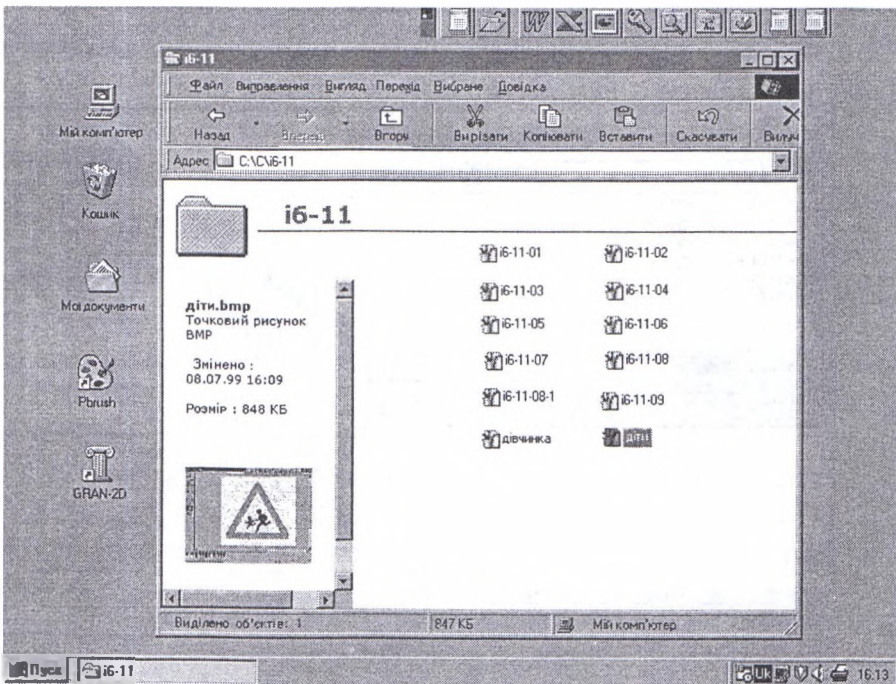 і6-11
Файл Виправлення Вигляд Перехід Вибране Довідка
Назад Вперед Вгору Вирізати Копіювати Вставити Скасувати Вилуч
Адрес C:\C\і6-11
Мій комп'ютер
Кошик
Мої документи
Pbrush
GRAN-2D
і6-11
діти.bmp
Точковий рисунок
BMP
Змінено :
08.07.99 16:09
Розмір : 848 КБ
і6-11-01 і6-11-02
і6-11-03 і6-11-04
і6-11-05 і6-11-06
і6-11-07 і6-11-08
і6-11-08-1 і6-11-09
дівчинка діти
Виділено об'єктів: 1 847 КБ Мій комп'ютер
Пуск і6-11 Uk 16:13